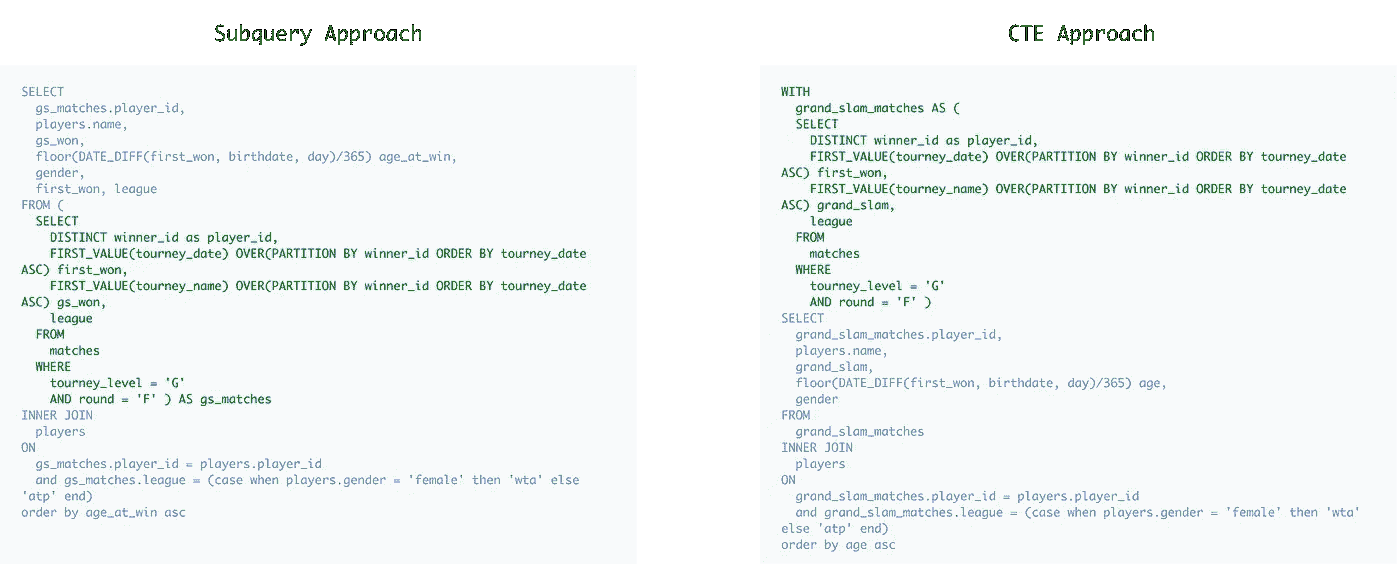 Subquery Approach
SELECT
gs_matches.player_id,
players.name,
gs_won,
floor(DATE_DIFF(first_won, birthdate, day)/365) age_at_win,
gender,
first_won, league
FROM (
SELECT
DISTINCT winner_id as player_id,
FIRST_VALUE(tourney_date) OVER(PARTITION BY winner_id ORDER BY tourney_date
ASC) first_won,
FIRST_VALUE(tourney_name) OVER(PARTITION BY winner_id ORDER BY tourney_date
ASC) gs_won,
league
FROM
matches
WHERE
tourney_level = 'G'
AND round = 'F' ) AS gs_matches
INNER JOIN
players
ON
gs_matches.player_id = players.player_id
and gs_matches.league = (case when players.gender = 'female' then 'wta' else
'atp' end)
order by age_at_win asc
CTE Approach
WITH
grand_slam_matches AS (
SELECT
DISTINCT winner_id as player_id,
FIRST_VALUE(tourney_date) OVER(PARTITION BY winner_id ORDER BY tourney_date
ASC) first_won,
FIRST_VALUE(tourney_name) OVER(PARTITION BY winner_id ORDER BY tourney_date
ASC) grand_slam,
league
FROM
matches
WHERE
tourney_level = 'G'
AND round = 'F' )
SELECT
grand_slam_matches.player_id,
players.name,
grand_slam,
floor(DATE_DIFF(first_won, birthdate, day)/365) age,
gender
FROM
grand_slam_matches
INNER JOIN
players
ON
grand_slam_matches.player_id = players.player_id
and grand_slam_matches.league = (case when players.gender = 'female' then 'wta'
else 'atp' end)
order by age asc